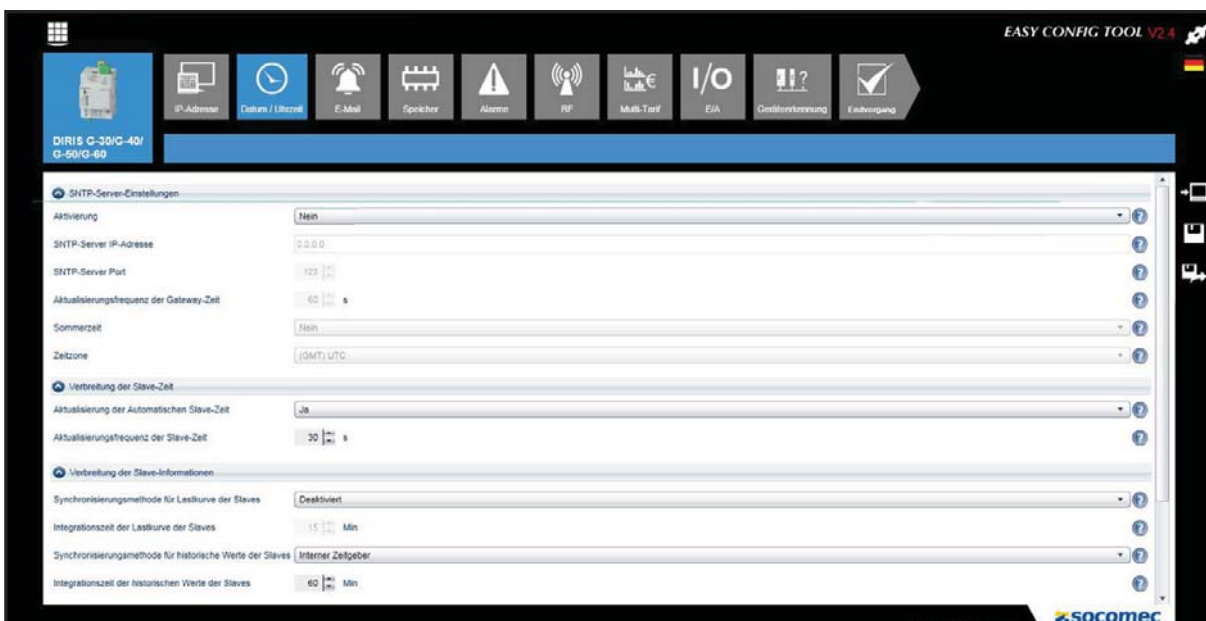 EASY CONFIG TOOL V2.4
IP-Adresse
Datum / Uhrzeit
E-Mail
Speicher
Alarme
RF
Multi-Tarif
I/O
E/A
Geräteerkennung
Endvorgang
DIRIS G-30/G-40/
G-50/G-60
SNTP-Server-Einstellungen
Aktivierung Nein
SNTP-Server IP-Adresse 0.0.0.0
SNTP-Server Port 123
Aktualisierungsfrequenz der Gateway-Zeit 60 s
Sommerzeit Nein
Zeitzone (GMT) UTC
Verbreitung der Slave-Zeit
Aktualisierung der Automatischen Slave-Zeit Ja
Aktualisierungsfrequenz der Slave-Zeit 30 s
Verbreitung der Slave-Informationen
Synchronisierungsmethode für Lastkurve der Slaves Deaktiviert
Integrationszeit der Lastkurve der Slaves 15 Min
Synchronisierungsmethode für historische Werte der Slaves Interner Zeitgeber
Integrationszeit der historischen Werte der Slaves 60 Min
socomec